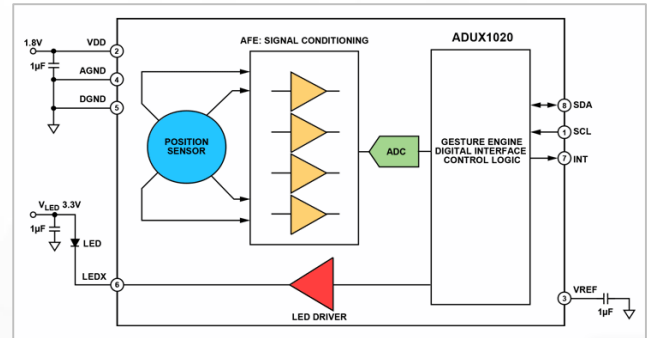 AFE: SIGNAL CONDITIONING
ADUX1020
1.8V
VDD
2
1µF
AGND
4
DGND
5
POSITION
SENSOR
ADC
GESTURE ENGINE
DIGITAL INTERFACE
CONTROL LOGIC
8
SDA
1
SCL
7
INT
VLED 3.3V
1µF
LED
LEDX
6
LED DRIVER
3
VREF
1µF